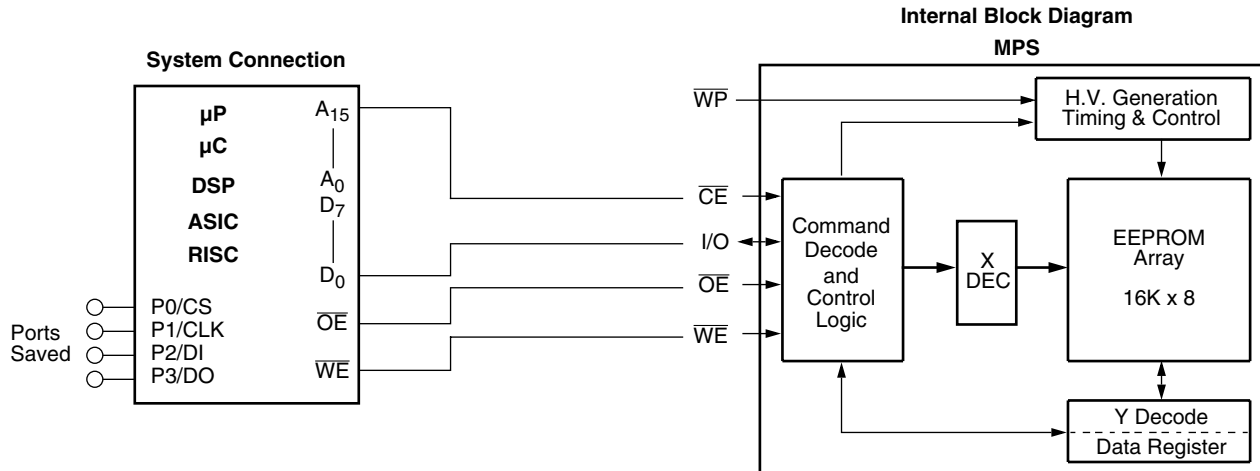 System Connection
µP
µC
DSP
ASIC
RISC
A15
A0
D7
D0
OE
WE
P0/CS
P1/CLK
P2/DI
P3/DO
Ports
Saved
Internal Block Diagram
MPS
WP
CE
I/O
OE
WE
H.V. Generation
Timing & Control
Command
Decode
and
Control
Logic
X
DEC
EEPROM
Array
16K x 8
Y Decode
Data Register